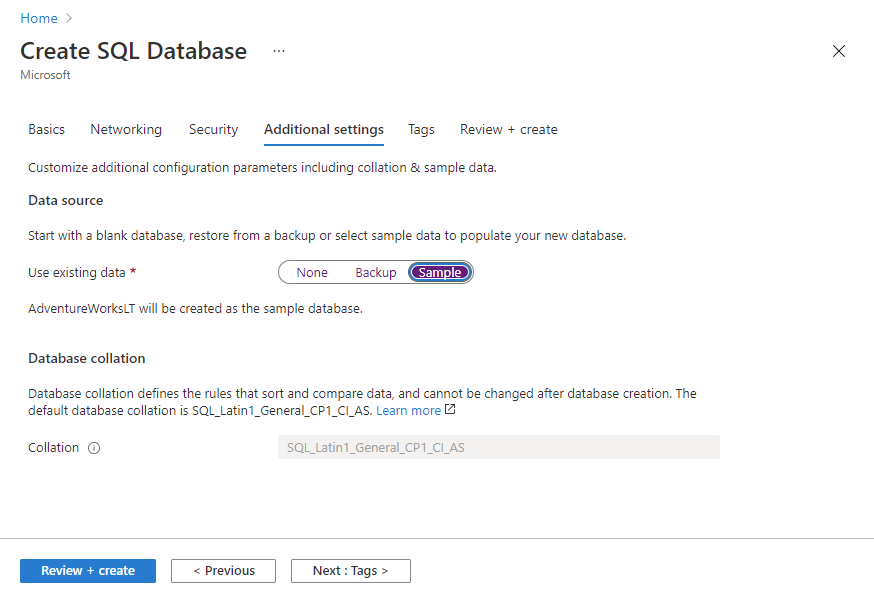 Home >
Create SQL Database ...
Microsoft
Basics Networking Security Additional settings Tags Review + create
Customize additional configuration parameters including collation & sample data.
Data source
Start with a blank database, restore from a backup or select sample data to populate your new database.
Use existing data * None Backup Sample
AdventureWorksLT will be created as the sample database.
Database collation
Database collation defines the rules that sort and compare data, and cannot be changed after database creation. The
default database collation is SQL_Latin1_General_CP1_CI_AS. Learn more
Collation SQL_Latin1_General_CP1_CI_AS
Review + create < Previous Next : Tags >